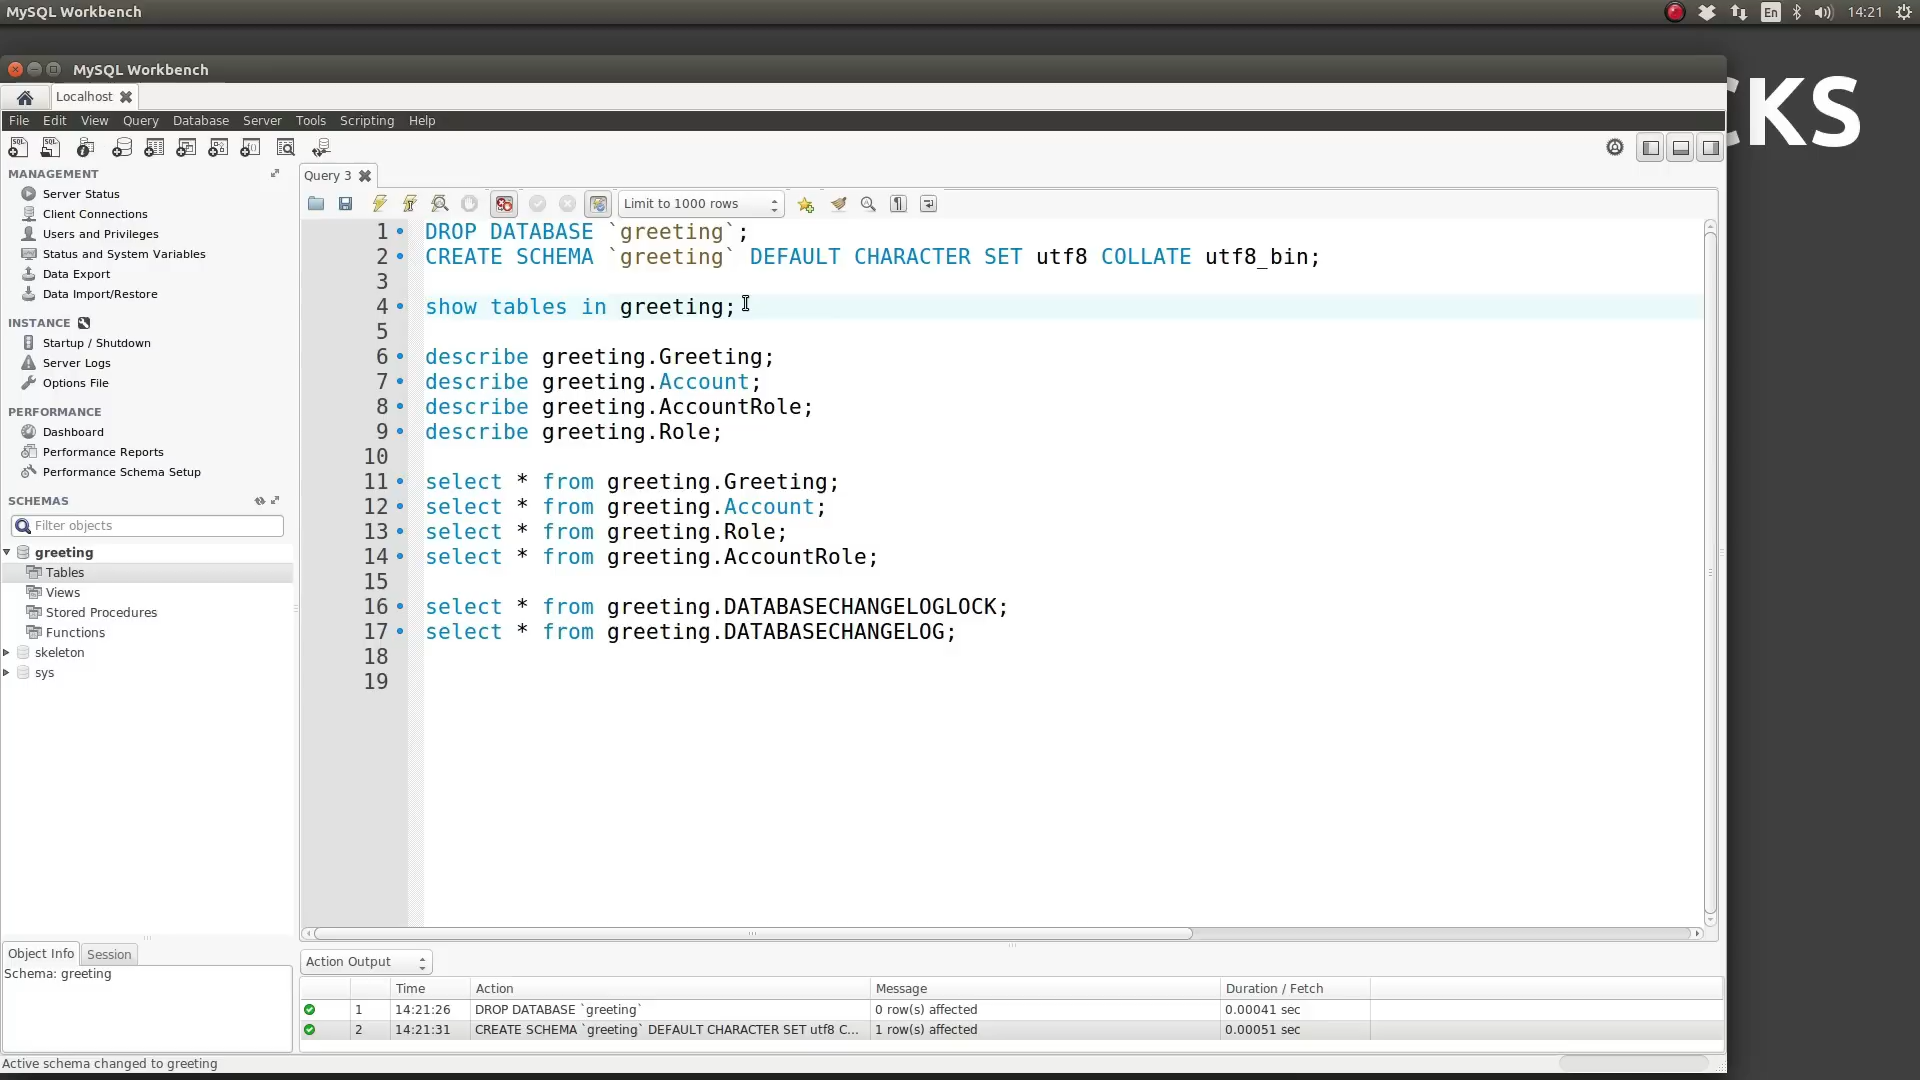 MySQL Workbench
En
14:21
MySQL Workbench
CKS
Localhost
File Edit View Query Database Server Tools Scripting Help
MANAGEMENT
Server Status
Client Connections
Users and Privileges
Status and System Variables
Data Export
Data Import/Restore
INSTANCE
Startup / Shutdown
Server Logs
Options File
PERFORMANCE
Dashboard
Performance Reports
Performance Schema Setup
SCHEMAS
Filter objects
greeting
Tables
Views
Stored Procedures
Functions
skeleton
sys
Object Info Session
Schema: greeting
Query 3
Limit to 1000 rows
1 DROP DATABASE `greeting`;
2 CREATE SCHEMA `greeting` DEFAULT CHARACTER SET utf8 COLLATE utf8_bin;
3
4 show tables in greeting;
5
6 describe greeting.Greeting;
7 describe greeting.Account;
8 describe greeting.AccountRole;
9 describe greeting.Role;
10
11 select * from greeting.Greeting;
12 select * from greeting.Account;
13 select * from greeting.Role;
14 select * from greeting.AccountRole;
15
16 select * from greeting.DATABASECHANGELOGLOCK;
17 select * from greeting.DATABASECHANGELOG;
18
19
Action Output
Time Action Message Duration / Fetch
1 14:21:26 DROP DATABASE `greeting` 0 row(s) affected 0.00041 sec
2 14:21:31 CREATE SCHEMA `greeting` DEFAULT CHARACTER SET utf8 C... 1 row(s) affected 0.00051 sec
Active schema changed to greeting